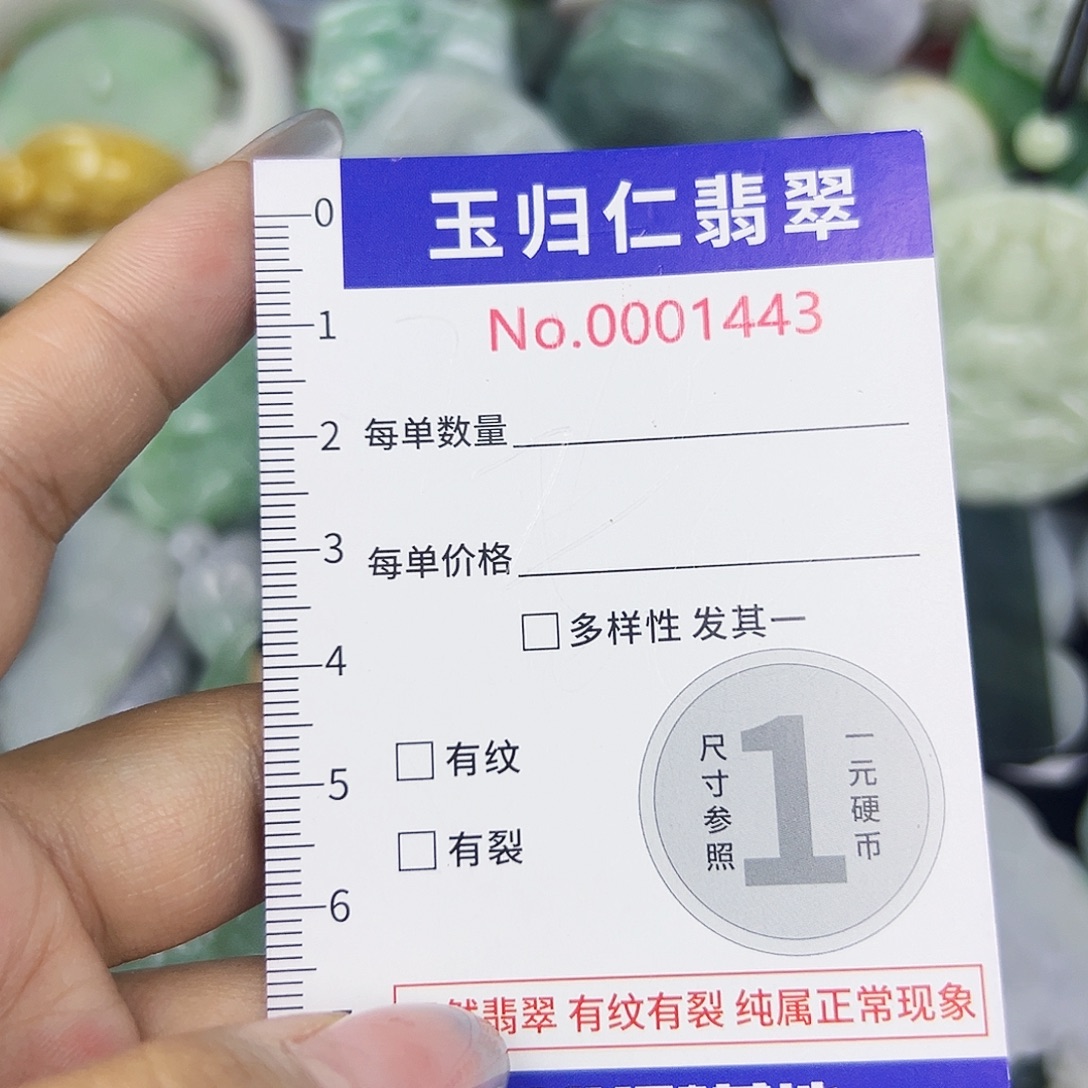 玉归仁翡翠
No.0001443
0
1
2
3
4
5
6
每单数量
每单价格
多样性 发其一
有纹
有裂
尺寸参照
1
一元硬币
然翡翠 有纹有裂 纯属正常现象